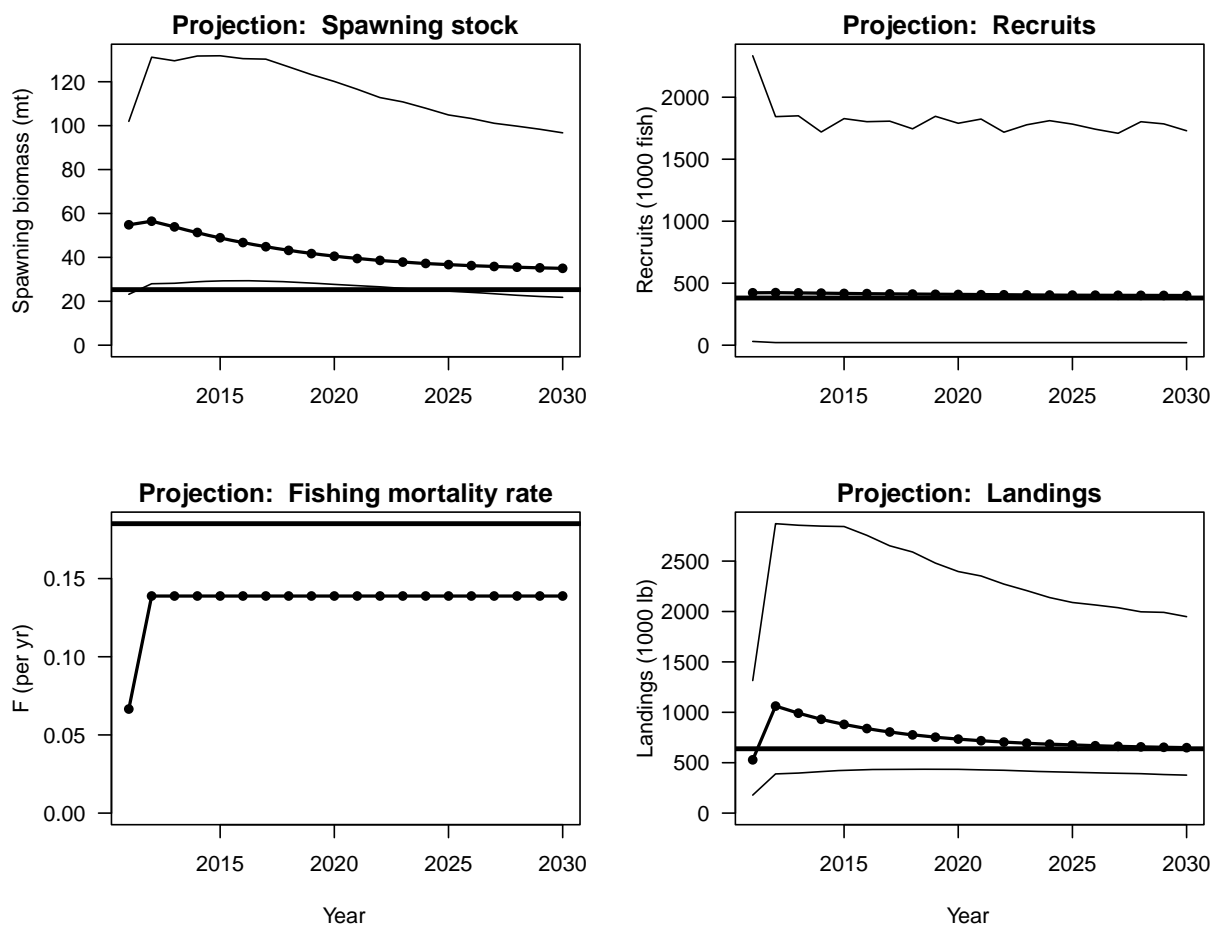 Projection:  Spawning stock
Spawning biomass (mt)
120
100
80
60
40
20
0
2015 2020 2025 2030
Projection:  Recruits
Recruits (1000 fish)
2000
1500
1000
500
0
2015 2020 2025 2030
Projection:  Fishing mortality rate
F (per yr)
0.15
0.10
0.05
0.00
2015 2020 2025 2030
Year
Projection:  Landings
Landings (1000 lb)
2500
2000
1500
1000
500
0
2015 2020 2025 2030
Year